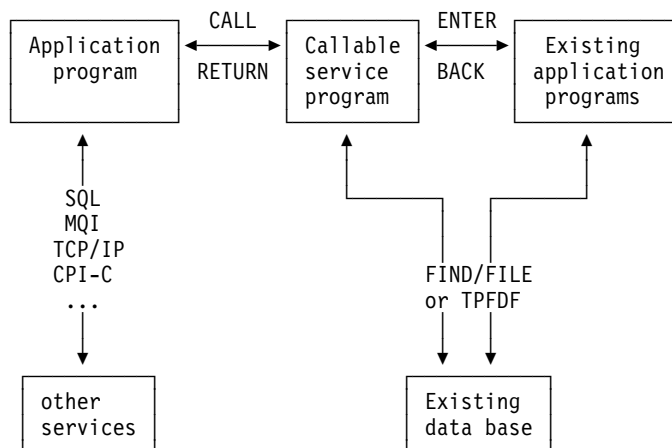 CALL
ENTER
Application
program
RETURN
Callable
service
program
BACK
Existing
application
programs
SQL
MQI
TCP/IP
CPI-C
...
FIND/FILE
or TPFDF
other
services
Existing
data base